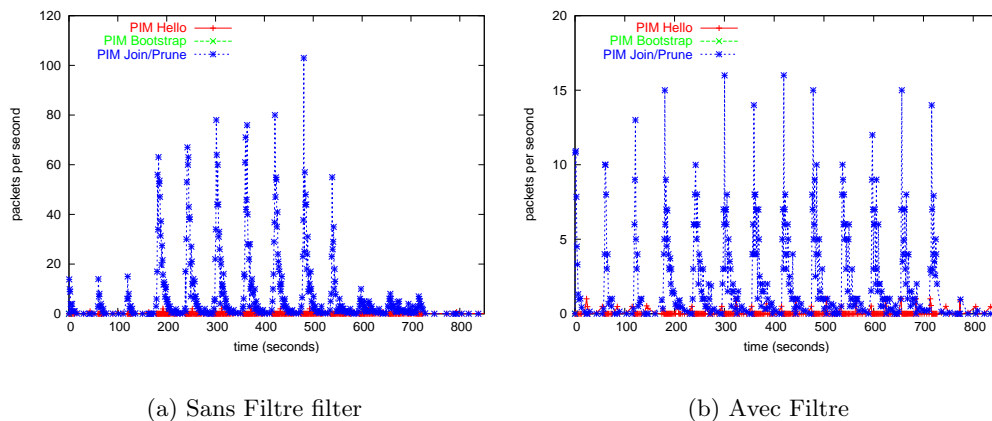 PIM Hello
PIM Bootstrap
PIM Join/Prune
packets per second
120
100
80
60
40
20
0
0 100 200 300 400 500 600 700 800
time (seconds)
(a) Sans Filtre filter
PIM Hello
PIM Bootstrap
PIM Join/Prune
packets per second
20
15
10
5
0
0 100 200 300 400 500 600 700 800
time (seconds)
(b) Avec Filtre